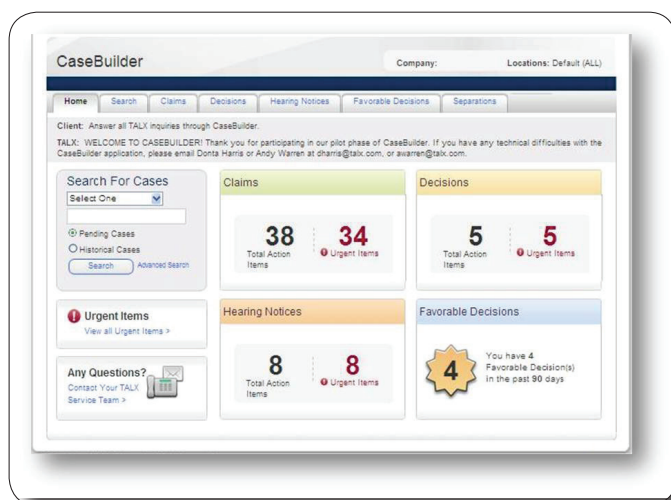 CaseBuilder
Company:
Locations: Default (ALL)
Home
Search
Claims
Decisions
Hearing Notices
Favorable Decisions
Separations
Client: Answer all TALX inquiries through CaseBuilder.
TALX: WELCOME TO CASEBUILDER! Thank you for participating in our pilot phase of CaseBuilder. If you have any technical difficulties with the
CaseBuilder application, please email Donta Harris or Andy Warren at dharris@talx.com, or awarren@talx.com.
Search For Cases
Select One
Pending Cases
Historical Cases
Search
Advanced Search
Urgent Items
View all Urgent Items >
Any Questions?
Contact Your TALX
Service Team >
Claims
38
Total Action
Items
34
Urgent Items
Decisions
5
Total Action
Items
5
Urgent Items
Hearing Notices
8
Total Action
Items
8
Urgent Items
Favorable Decisions
4
You have 4
Favorable Decision(s)
in the past 90 days